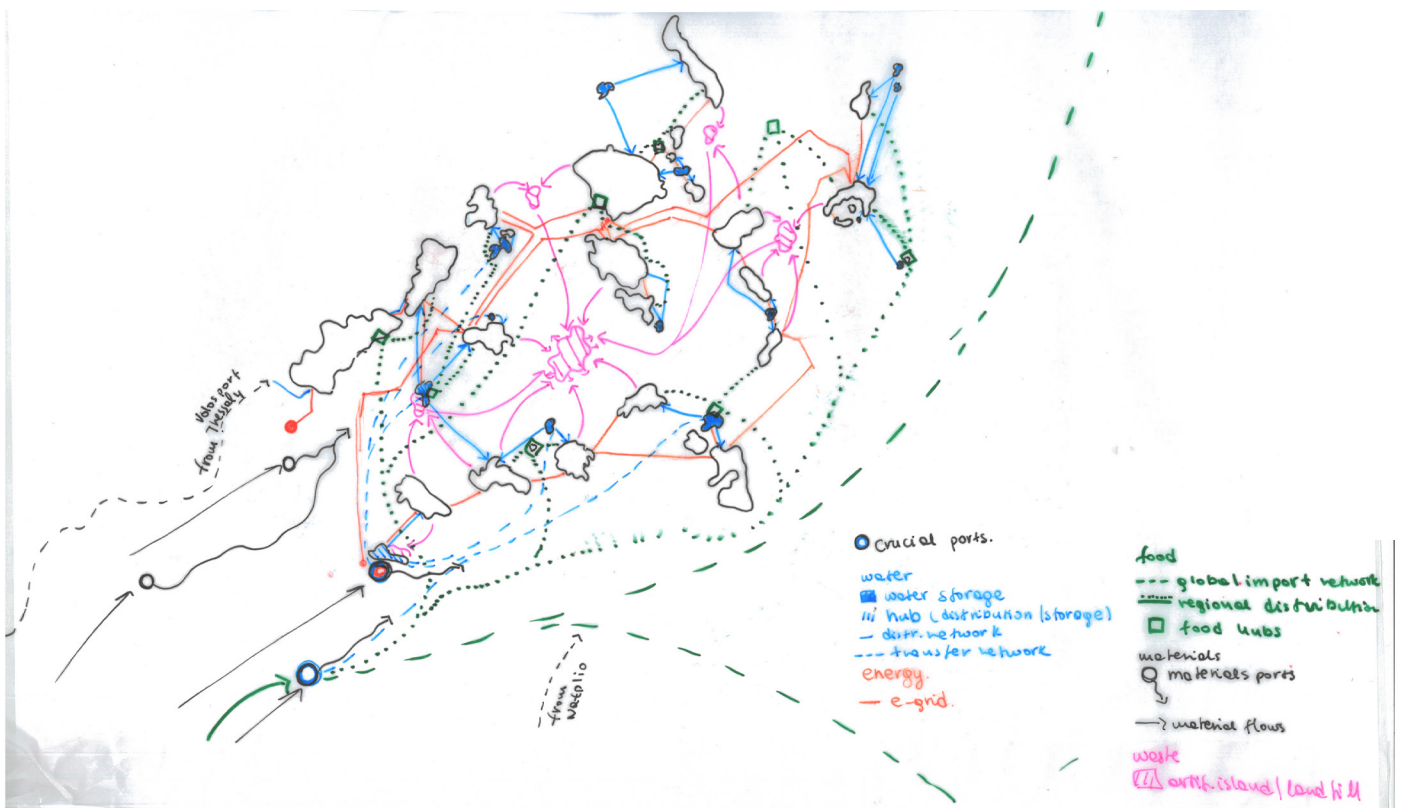 Volos port
from Thessaly
from
Nafplio
Crucial ports.
water
water storage
hub (distribution/storage)
distr. network
transfer network
energy.
e-grid.
food
global import network
regional distribution
food hubs
materials
materials ports
material flows
waste
artif. island/landfill